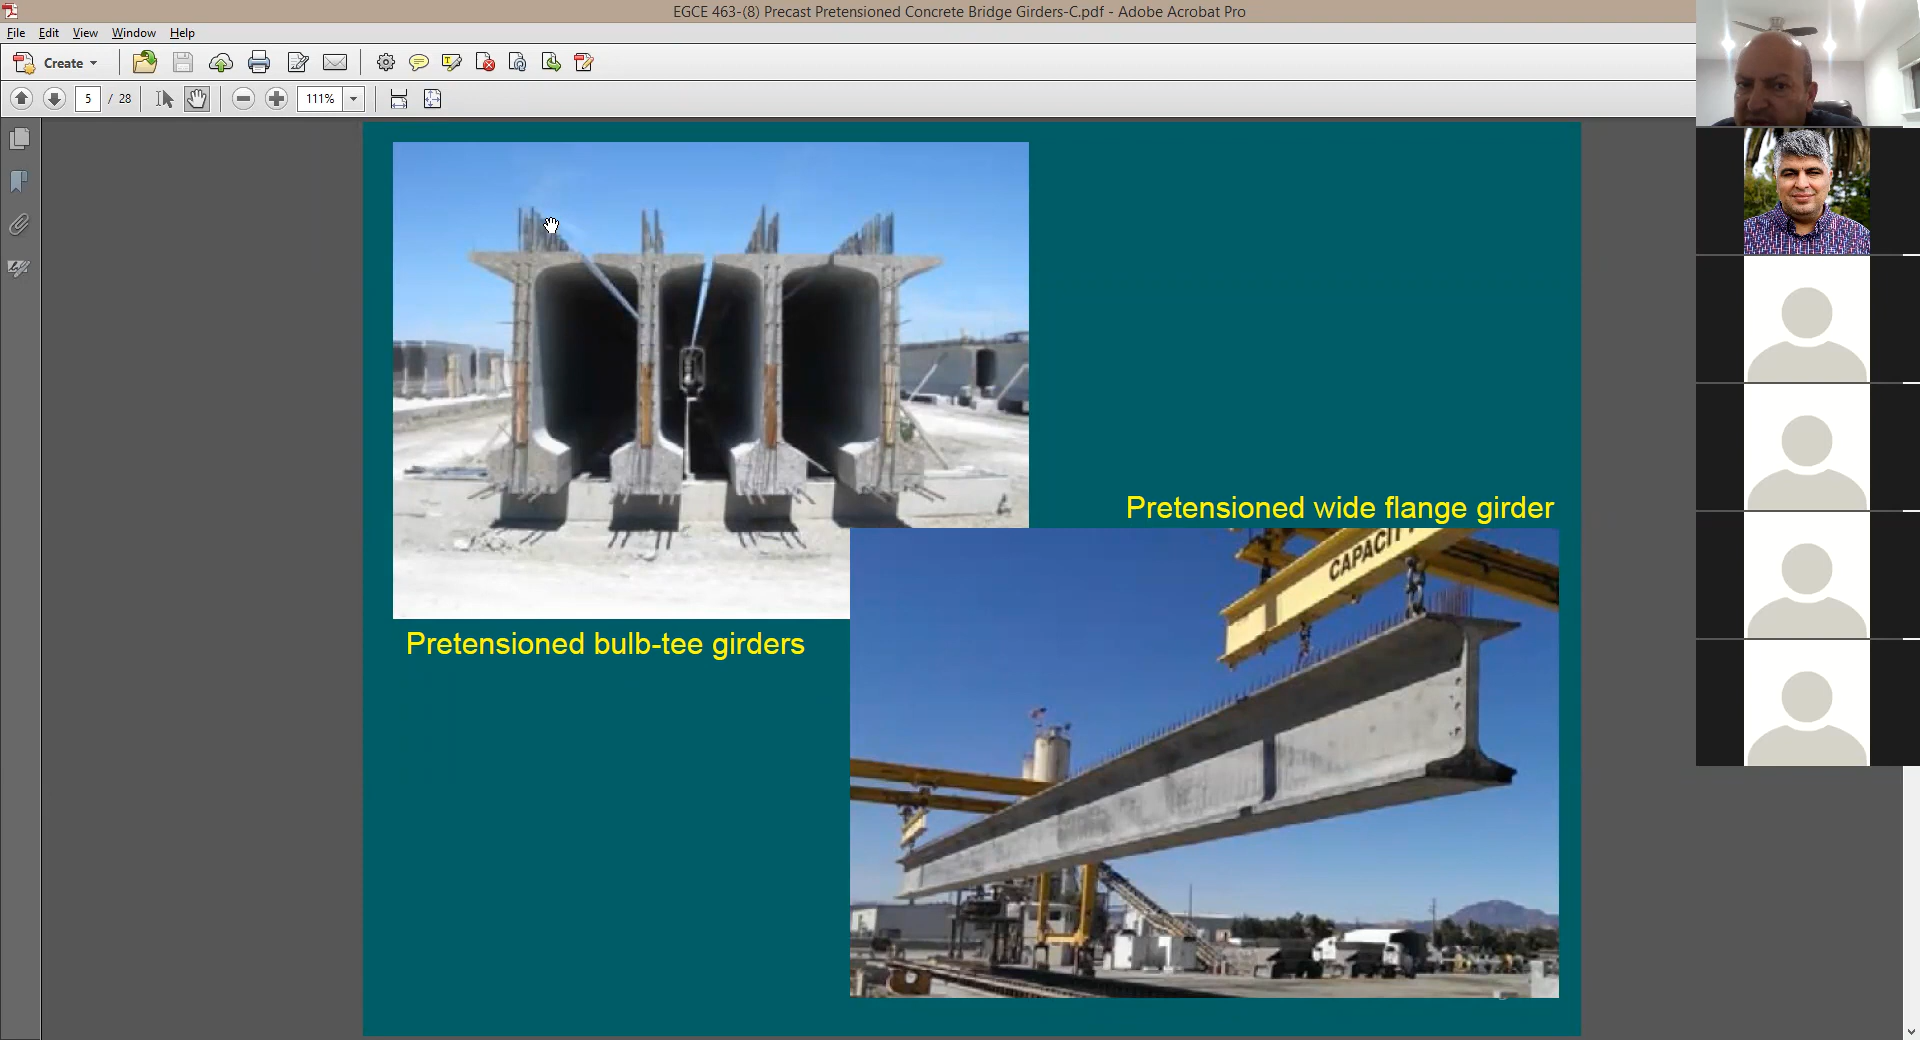 EGCE 463-(8) Precast Pretensioned Concrete Bridge Girders-C.pdf - Adobe Acrobat Pro
File Edit View Window Help
Create
5 / 28 111%
Pretensioned wide flange girder
CAPACIT
Pretensioned bulb-tee girders